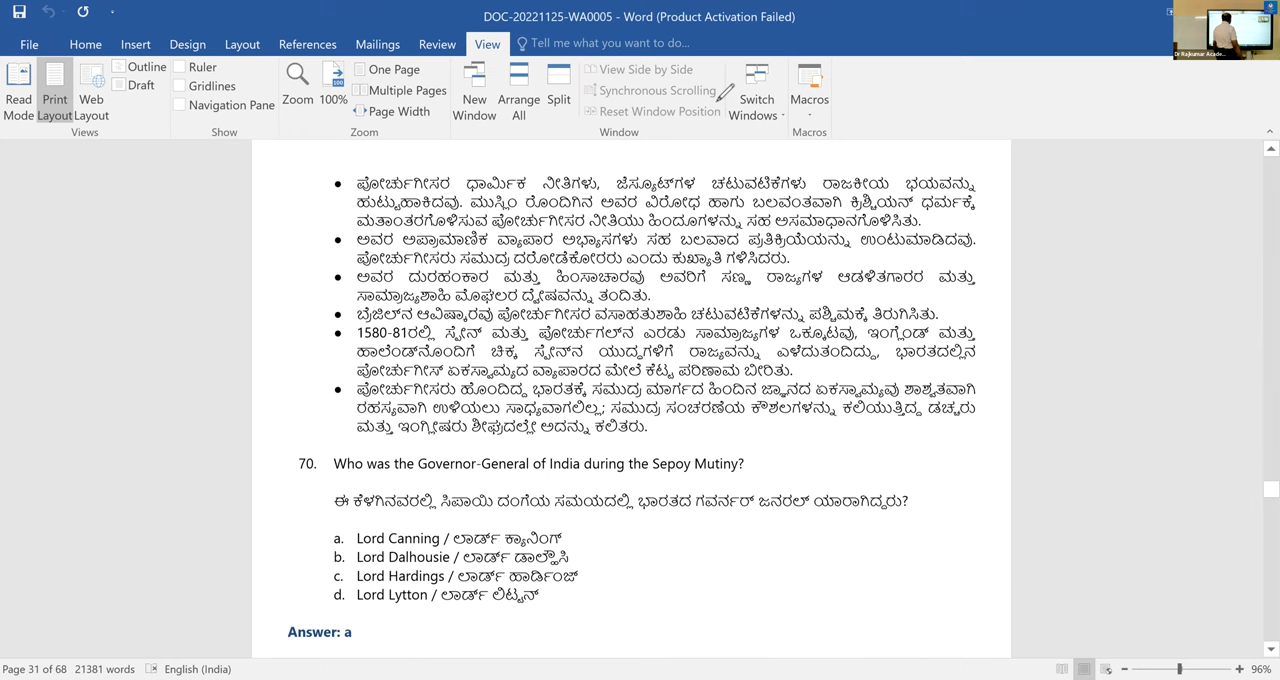 DOC-20221125-WA0005 - Word (Product Activation Failed)
File Home Insert Design Layout References Mailings Review View Tell me what you want to do...
Read Mode Print Layout Web Layout Outline Draft
Views
Ruler
Gridlines
Navigation Pane
Show
Zoom 100% One Page Multiple Pages Page Width
Zoom
New Window Arrange All Split
View Side by Side
Synchronous Scrolling
Reset Window Position
Switch Windows
Window
Macros
Macros
Dr Rajkumar Acade...
• ಪೋರ್ಚುಗೀಸರ ಧಾರ್ಮಿಕ ನೀತಿಗಳು, ಜೆಸ್ಯೂಟ್‌ಗಳ ಚಟುವಟಿಕೆಗಳು ರಾಜಕೀಯ ಭಯವನ್ನು
ಹುಟ್ಟುಹಾಕಿದವು. ಮುಸ್ಲಿಂ ರೊಂದಿಗಿನ ಅವರ ವಿರೋಧ ಹಾಗು ಬಲವಂತವಾಗಿ ಕ್ರಿಶ್ಚಿಯನ್ ಧರ್ಮಕ್ಕೆ
ಮತಾಂತರಗೊಳಿಸುವ ಪೋರ್ಚುಗೀಸರ ನೀತಿಯು ಹಿಂದೂಗಳನ್ನು ಸಹ ಅಸಮಾಧಾನಗೊಳಿಸಿತು.
• ಅವರ ಅಪ್ರಾಮಾಣಿಕ ವ್ಯಾಪಾರ ಅಭ್ಯಾಸಗಳು ಸಹ ಬಲವಾದ ಪ್ರತಿಕ್ರಿಯೆಯನ್ನು ಉಂಟುಮಾಡಿದವು.
ಪೋರ್ಚುಗೀಸರು ಸಮುದ್ರ ದರೋಡೆಕೋರರು ಎಂದು ಕುಖ್ಯಾತಿ ಗಳಿಸಿದರು.
• ಅವರ ದುರಹಂಕಾರ ಮತ್ತು ಹಿಂಸಾಚಾರವು ಅವರಿಗೆ ಸಣ್ಣ ರಾಜ್ಯಗಳ ಆಡಳಿತಗಾರರ ಮತ್ತು
ಸಾಮ್ರಾಜ್ಯಶಾಹಿ ಮೊಘಲರ ದ್ವೇಷವನ್ನು ತಂದಿತು.
• ಬ್ರೆಜಿಲ್‌ನ ಆವಿಷ್ಕಾರವು ಪೋರ್ಚುಗೀಸರ ವಸಾಹತುಶಾಹಿ ಚಟುವಟಿಕೆಗಳನ್ನು ಪಶ್ಚಿಮಕ್ಕೆ ತಿರುಗಿಸಿತು.
• 1580-81ರಲ್ಲಿ ಸ್ಪೇನ್ ಮತ್ತು ಪೋರ್ಚುಗಲ್‌ನ ಎರಡು ಸಾಮ್ರಾಜ್ಯಗಳ ಒಕ್ಕೂಟವು, ಇಂಗ್ಲೆಂಡ್ ಮತ್ತು
ಹಾಲೆಂಡ್‌ನೊಂದಿಗೆ ಚಿಕ್ಕ ಸ್ಪೇನ್‌ನ ಯುದ್ಧಗಳಿಗೆ ರಾಜ್ಯವನ್ನು ಎಳೆದುತಂದಿದ್ದು, ಭಾರತದಲ್ಲಿನ
ಪೋರ್ಚುಗೀಸ್ ಏಕಸ್ವಾಮ್ಯದ ವ್ಯಾಪಾರದ ಮೇಲೆ ಕೆಟ್ಟ ಪರಿಣಾಮ ಬೀರಿತು.
• ಪೋರ್ಚುಗೀಸರು ಹೊಂದಿದ್ದ ಭಾರತಕ್ಕೆ ಸಮುದ್ರ ಮಾರ್ಗದ ಹಿಂದಿನ ಜ್ಞಾನದ ಏಕಸ್ವಾಮ್ಯವು ಶಾಶ್ವತವಾಗಿ
ರಹಸ್ಯವಾಗಿ ಉಳಿಯಲು ಸಾಧ್ಯವಾಗಲಿಲ್ಲ; ಸಮುದ್ರ ಸಂಚರಣೆಯ ಕೌಶಲಗಳನ್ನು ಕಲಿಯುತ್ತಿದ್ದ ಡಚ್ಚರು
ಮತ್ತು ಇಂಗ್ಲೀಷರು ಶೀಘ್ರದಲ್ಲೇ ಅದನ್ನು ಕಲಿತರು.
70. Who was the Governor-General of India during the Sepoy Mutiny?
ಈ ಕೆಳಗಿನವರಲ್ಲಿ ಸಿಪಾಯಿ ದಂಗೆಯ ಸಮಯದಲ್ಲಿ ಭಾರತದ ಗವರ್ನರ್ ಜನರಲ್ ಯಾರಾಗಿದ್ದರು?
a. Lord Canning / ಲಾರ್ಡ್ ಕ್ಯಾನಿಂಗ್
b. Lord Dalhousie / ಲಾರ್ಡ್ ಡಾಲ್ಹೌಸಿ
c. Lord Hardings / ಲಾರ್ಡ್ ಹಾರ್ಡಿಂಜ್
d. Lord Lytton / ಲಾರ್ಡ್ ಲಿಟ್ಟನ್
Answer: a
Page 31 of 68 21381 words English (India) 96%